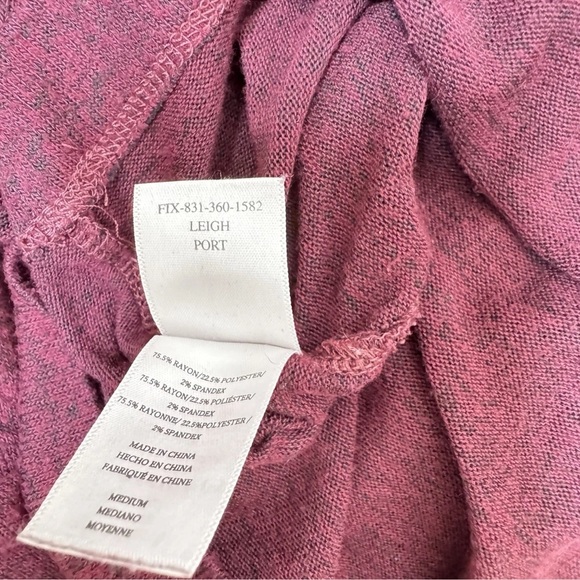 FIX-831-360-1582
LEIGH
PORT
75.5% RAYON/22.5% POLYESTER/
2% SPANDEX
75.5% RAYON/22.5% POLIÉSTER/
2% SPANDEX
75.5% RAYONNE/ 22.5%POLYESTER /
2% SPANDEX
MADE IN CHINA
HECHO EN CHINA
FABRIQUÉ EN CHINE
MEDIUM
MEDIANO
MOYENNE